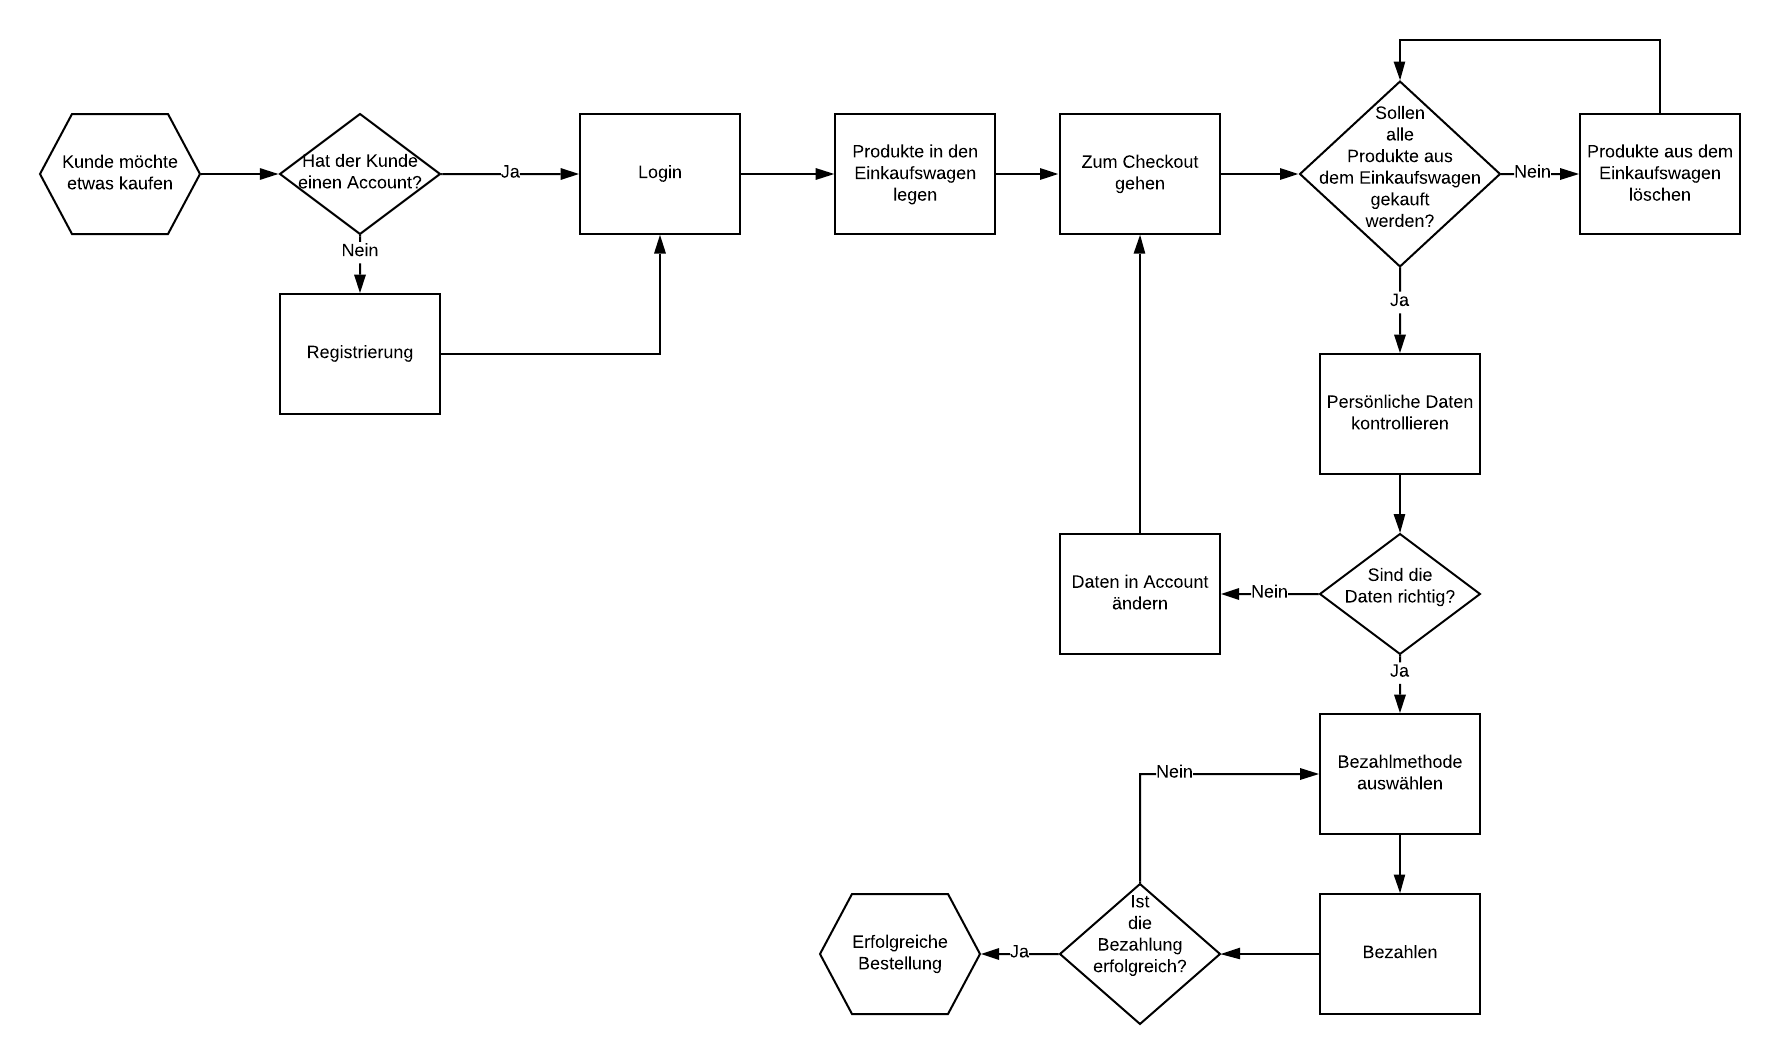 Kunde möchte
etwas kaufen
Hat der Kunde
einen Account?
Ja
Nein
Registrierung
Login
Produkte in den
Einkaufswagen
legen
Zum Checkout
gehen
Sollen
alle
Produkte aus
dem Einkaufswagen
gekauft
werden?
Nein
Produkte aus dem
Einkaufswagen
löschen
Ja
Persönliche Daten
kontrollieren
Sind die
Daten richtig?
Nein
Daten in Account
ändern
Ja
Bezahlmethode
auswählen
Bezahlen
Ist
die
Bezahlung
erfolgreich?
Nein
Ja
Erfolgreiche
Bestellung